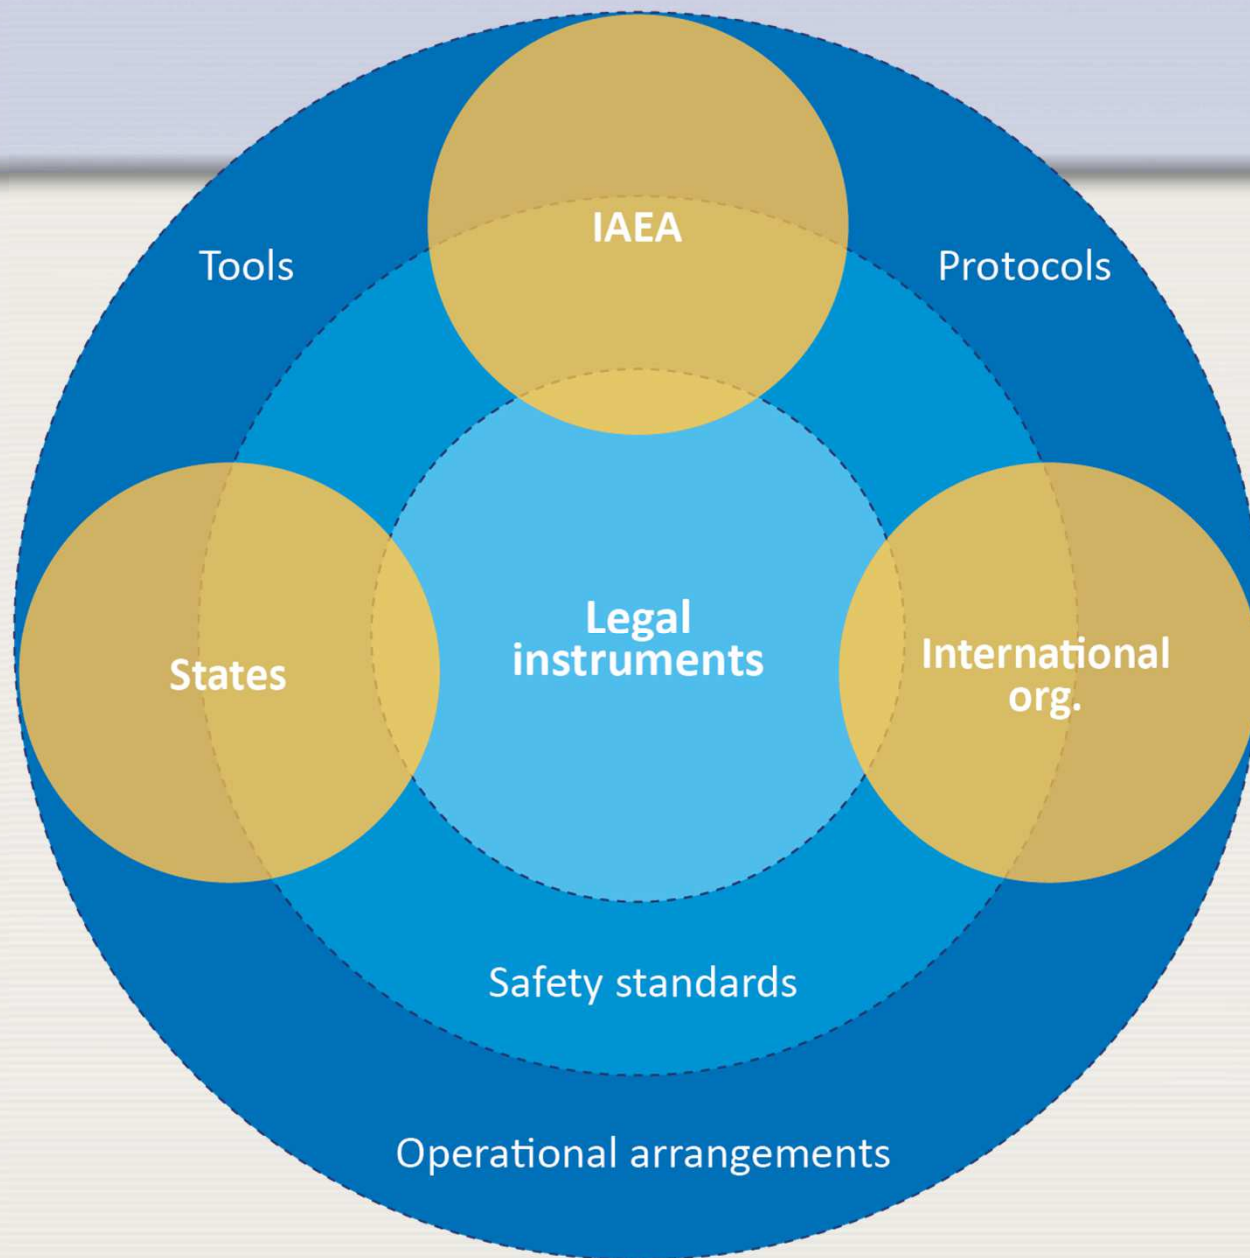 IAEA
Tools
Protocols
Legal
instruments
International
org.
States
Safety standards
Operational arrangements